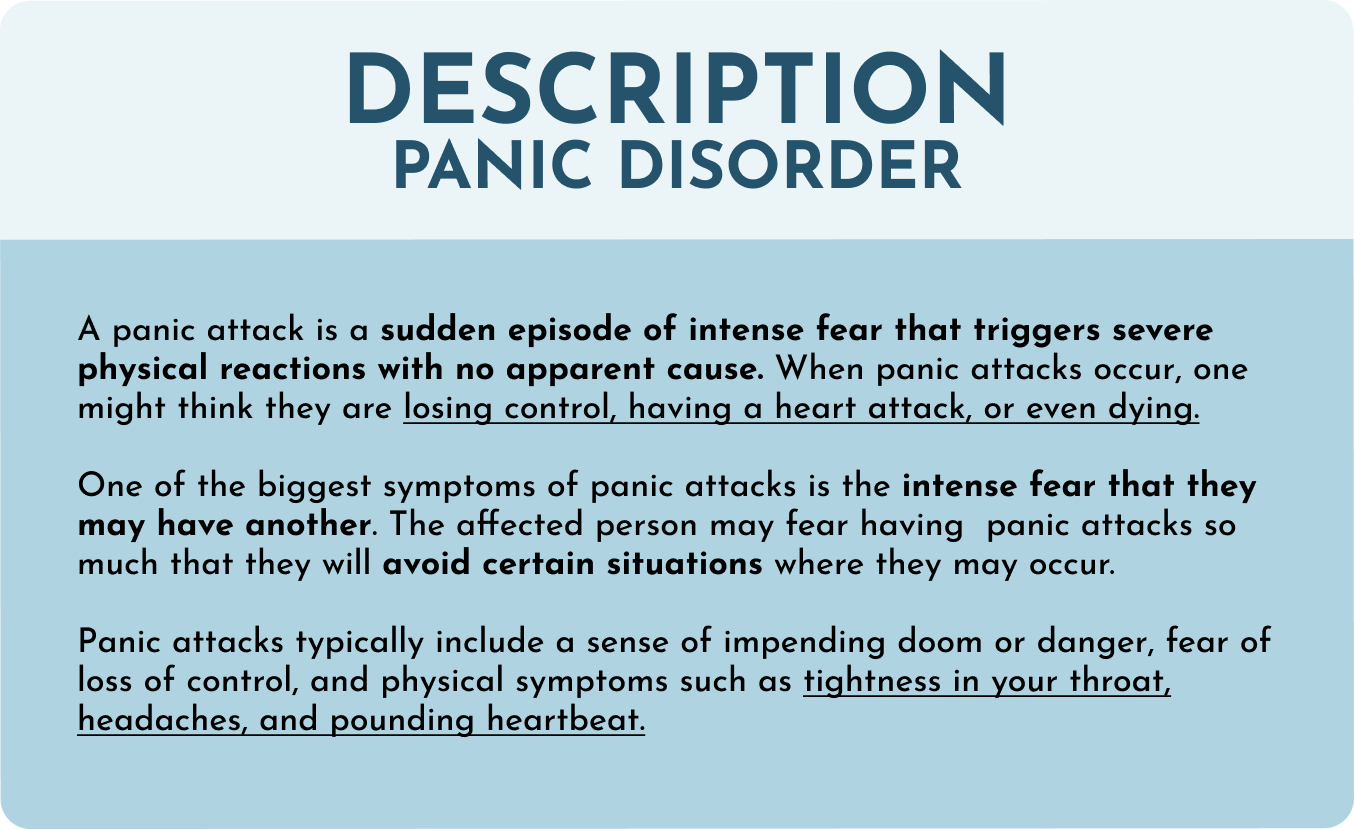 DESCRIPTION
PANIC DISORDER
A panic attack is a sudden episode of intense fear that triggers severe
physical reactions with no apparent cause. When panic attacks occur, one
might think they are losing control, having a heart attack, or even dying.
One of the biggest symptoms of panic attacks is the intense fear that they
may have another. The affected person may fear having  panic attacks so
much that they will avoid certain situations where they may occur.
Panic attacks typically include a sense of impending doom or danger, fear of
loss of control, and physical symptoms such as tightness in your throat,
headaches, and pounding heartbeat.